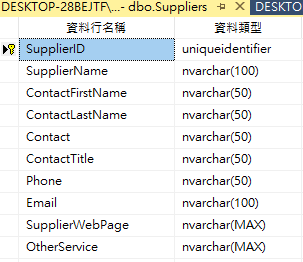 DESKTOP-28BEJTP\...- dbo.Suppliers DESKTO
資料行名稱 資料類型
SupplierID uniqueidentifier
SupplierName nvarchar(100)
ContactFirstName nvarchar(50)
ContactLastName nvarchar(50)
Contact nvarchar(50)
ContactTitle nvarchar(50)
Phone nvarchar(50)
Email nvarchar(100)
SupplierWebPage nvarchar(MAX)
OtherService nvarchar(MAX)